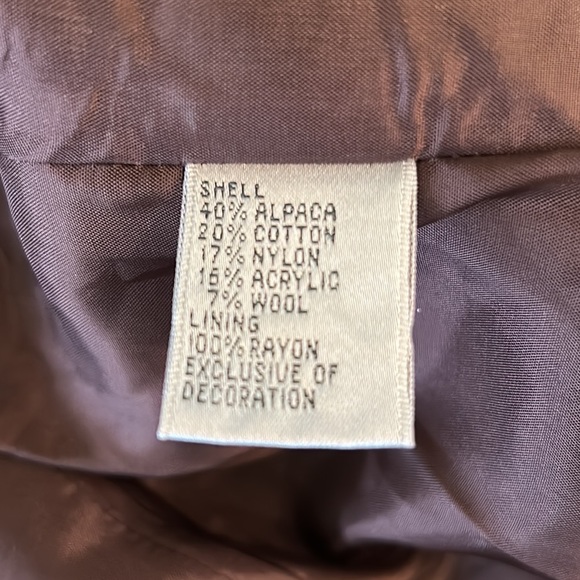 SHELL
40% ALPACA
20% COTTON
17% NYLON
16% ACRYLIC
7% WOOL
LINING
100% RAYON
EXCLUSIVE OF
DECORATION